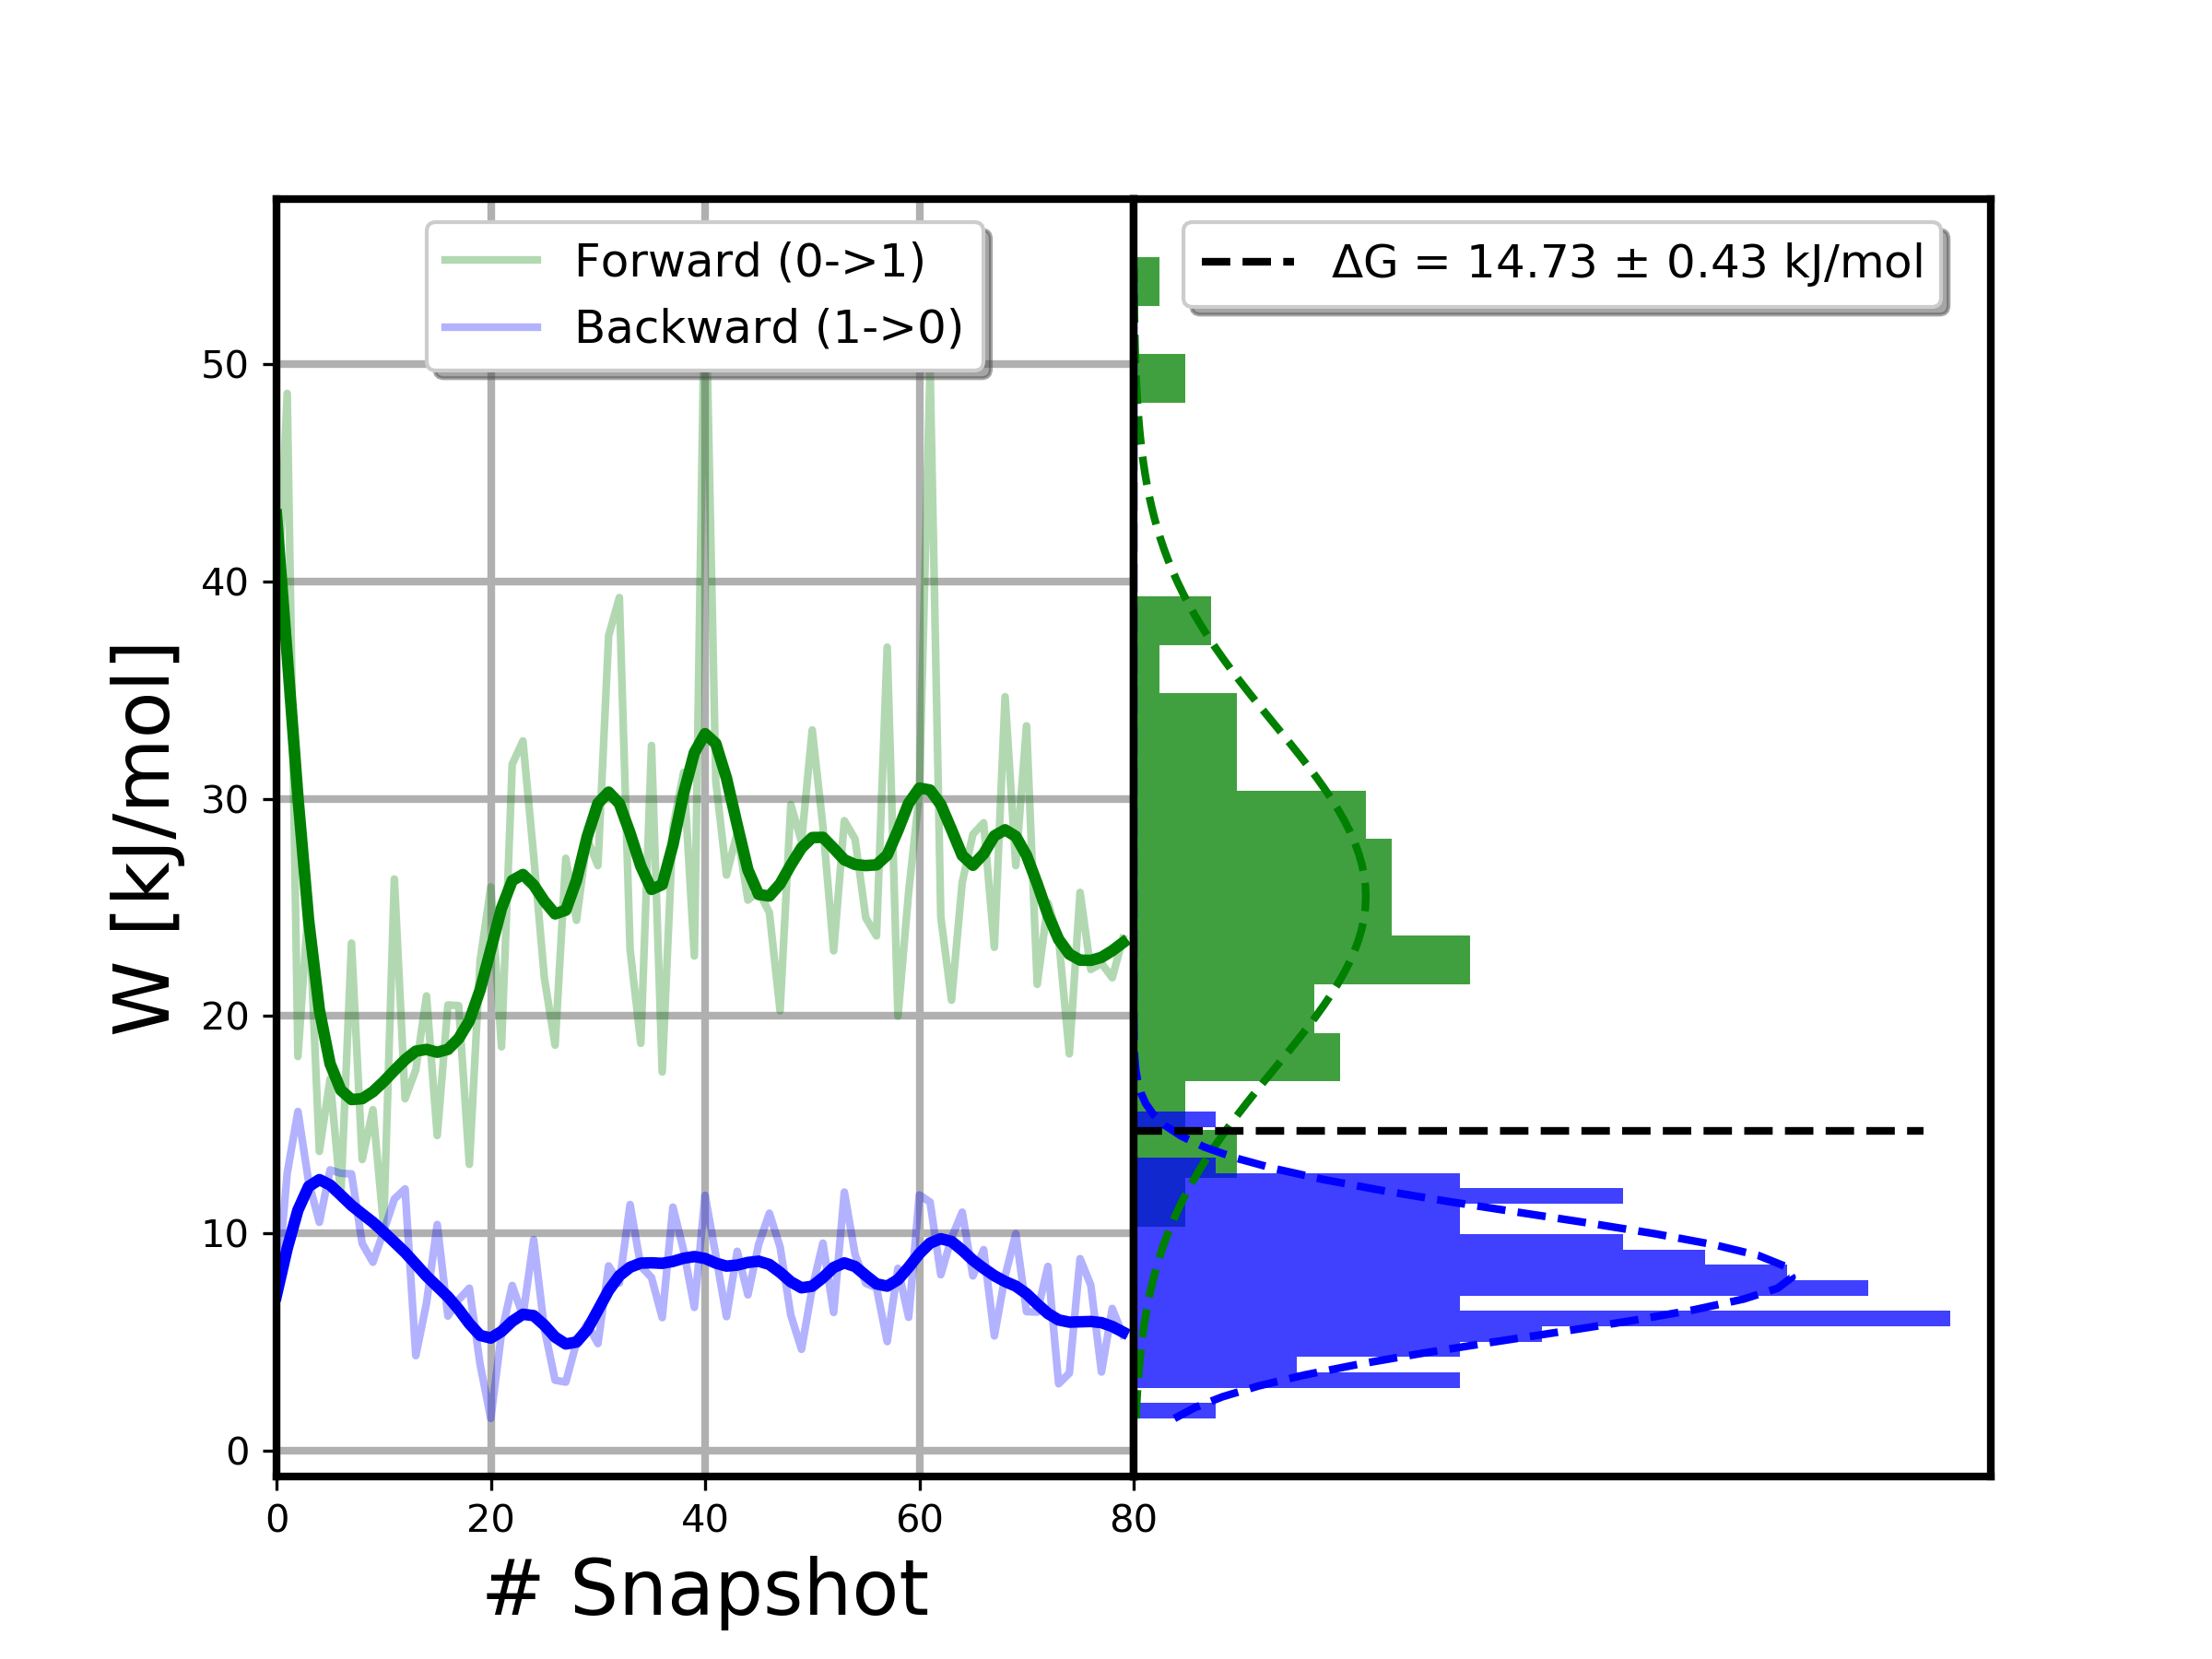 Forward (0->1)
Backward (1->0)
ΔG = 14.73 ± 0.43 kJ/mol
W [kJ/mol]
50
40
30
20
10
0
0 20 40 60 80
# Snapshot